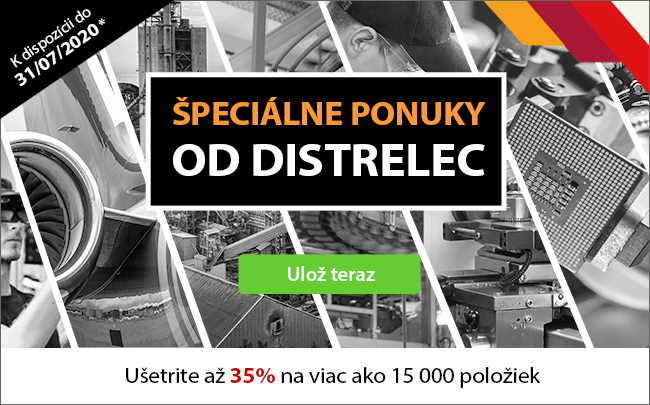 K dispozícii do
31/07/2020*
ŠPECIÁLNE PONUKY
OD DISTRELEC
Ulož teraz
Ušetrite až 35% na viac ako 15 000 položiek